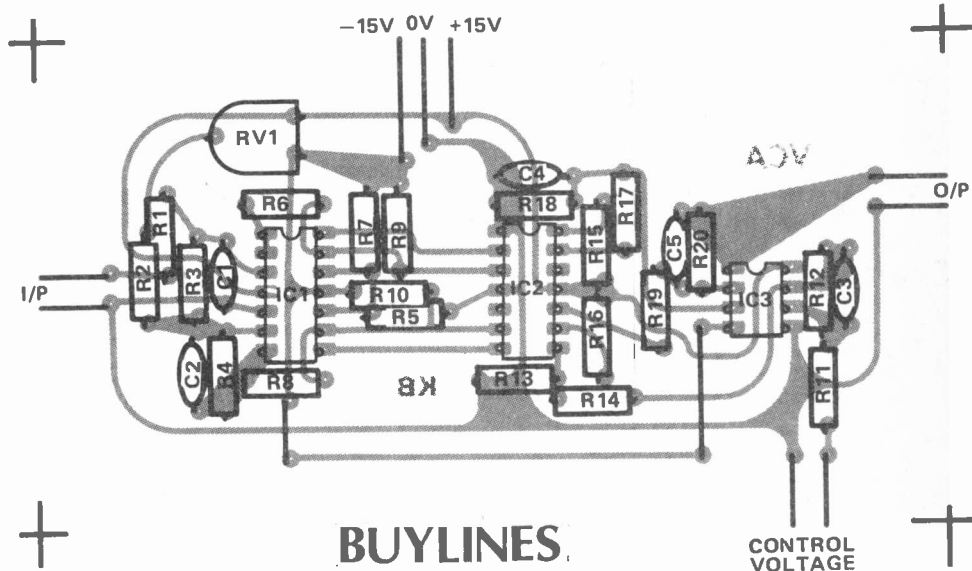 −15V 0V +15V
RV1
VCA
C4
O/P
R6
R18
R17
R1
R7
R9
R15
C5
R20
R2
R3
C1
IC1
IC2
IC3
R12
C3
I/P
R10
R5
R19
R16
C2
R4
R8
KB
R13
R14
R11
BUYLINES
CONTROL
VOLTAGE